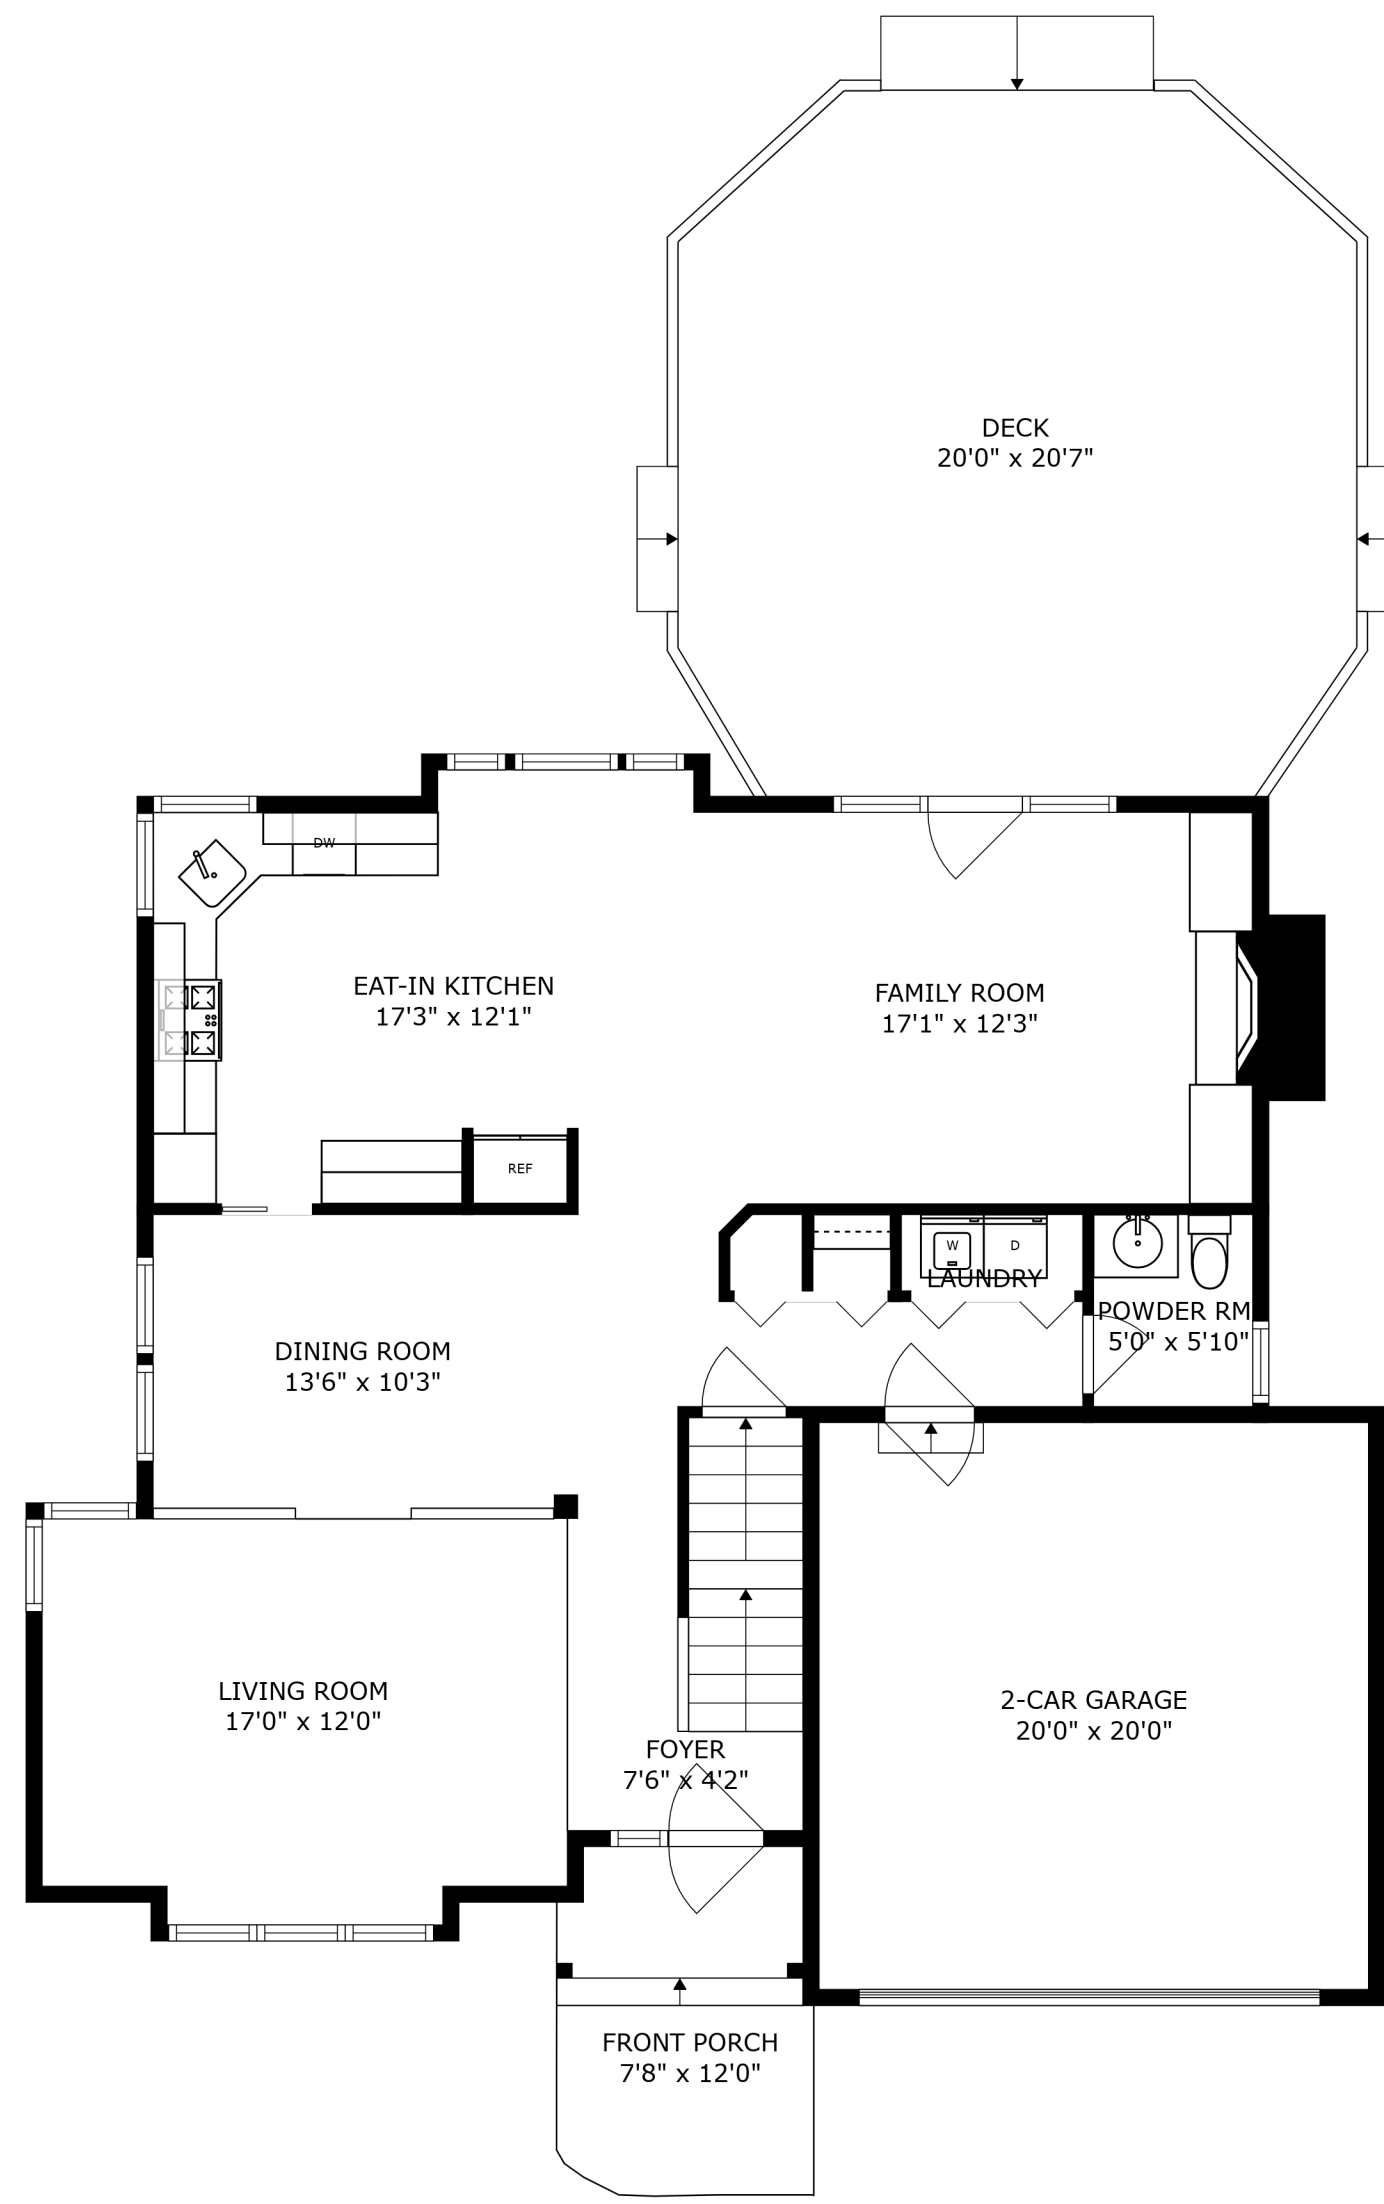 DECK
20'0" x 20'7"
DW
EAT-IN KITCHEN
17'3" x 12'1"
FAMILY ROOM
17'1" x 12'3"
REF
W
D
LAUNDRY
POWDER RM
5'0" x 5'10"
DINING ROOM
13'6" x 10'3"
LIVING ROOM
17'0" x 12'0"
2-CAR GARAGE
20'0" x 20'0"
FOYER
7'6" x 4'2"
FRONT PORCH
7'8" x 12'0"